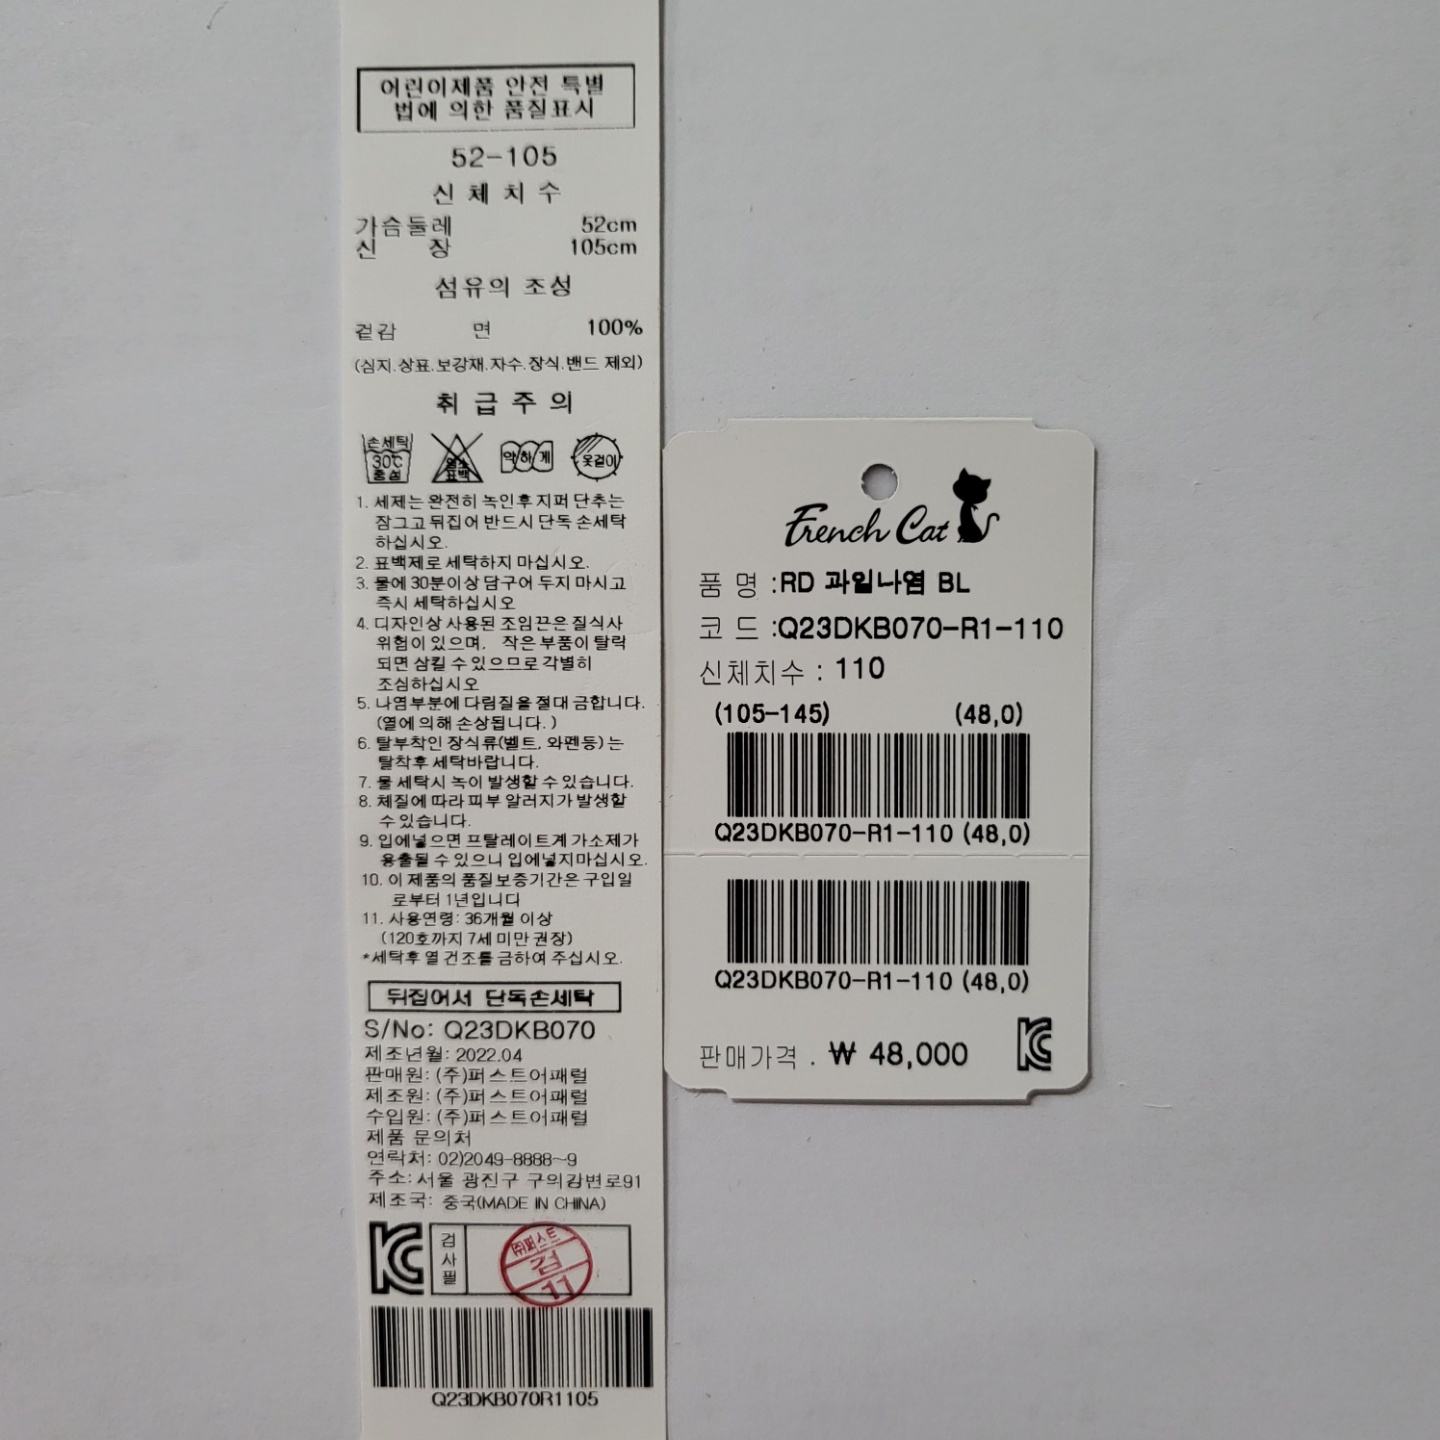 어린이제품 안전 특별
법에 의한 품질표시
52-105
신 체 치 수
가슴둘레 52cm
신 장 105cm
섬유의 조성
겉감 면 100%
(심지.상표.보강재.자수.장식.밴드 제외)
취 급 주 의
손세탁
30℃
중성
염소
표백
약하게
옷걸이
1. 세제는 완전히 녹인후 지퍼 단추는
잠그고 뒤집어 반드시 단독 손세탁
하십시오.
2. 표백제로 세탁하지 마십시오.
3. 물에 30분이상 담구어 두지 마시고
즉시 세탁하십시오
4. 디자인상 사용된 조임끈은 질식사
위험이 있으며, 작은 부품이 탈락
되면 삼킬 수 있으므로 각별히
조심하십시오
5. 나염부분에 다림질을 절대 금합니다.
(열에 의해 손상됩니다.)
6. 탈부착인 장식류(벨트, 와펜등)는
탈착후 세탁바랍니다.
7. 물 세탁시 녹이 발생할 수 있습니다.
8. 체질에 따라 피부 알러지가 발생할
수 있습니다.
9. 입에넣으면 프탈레이트계 가소제가
용출될 수 있으니 입에넣지마십시오.
10. 이 제품의 품질보증기간은 구입일
로부터 1년입니다
11. 사용연령: 36개월 이상
(120호까지 7세 미만 권장)
*세탁후 열 건조를 금하여 주십시오.
뒤집어서 단독손세탁
S/No: Q23DKB070
제조년월: 2022.04
판매원: (주)퍼스트어패럴
제조원: (주)퍼스트어패럴
수입원: (주)퍼스트어패럴
제품 문의처
연락처: 02)2049-8888~9
주소: 서울 광진구 구의강변로91
제조국: 중국(MADE IN CHINA)
KC
검사필
㈜퍼스트
검
11
Q23DKB070R1105
French Cat
품 명 :RD 과일나염 BL
코 드 :Q23DKB070-R1-110
신체치수 : 110
(105-145) (48,0)
Q23DKB070-R1-110 (48,0)
Q23DKB070-R1-110 (48,0)
판매가격 . ₩ 48,000
KC